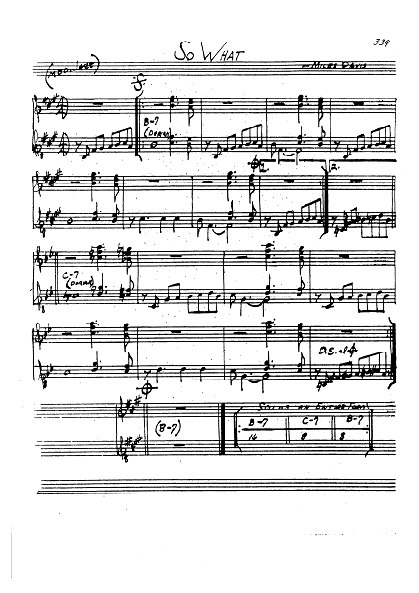 339
SO WHAT
- MILES DAVIS
B-7
(DORIAN)
1.
2.
C-7
(DORIAN)
D.S. al
(B-7)
SOLOS ON ENTIRE FORM
B-7 C-7 B-7
16 8 8